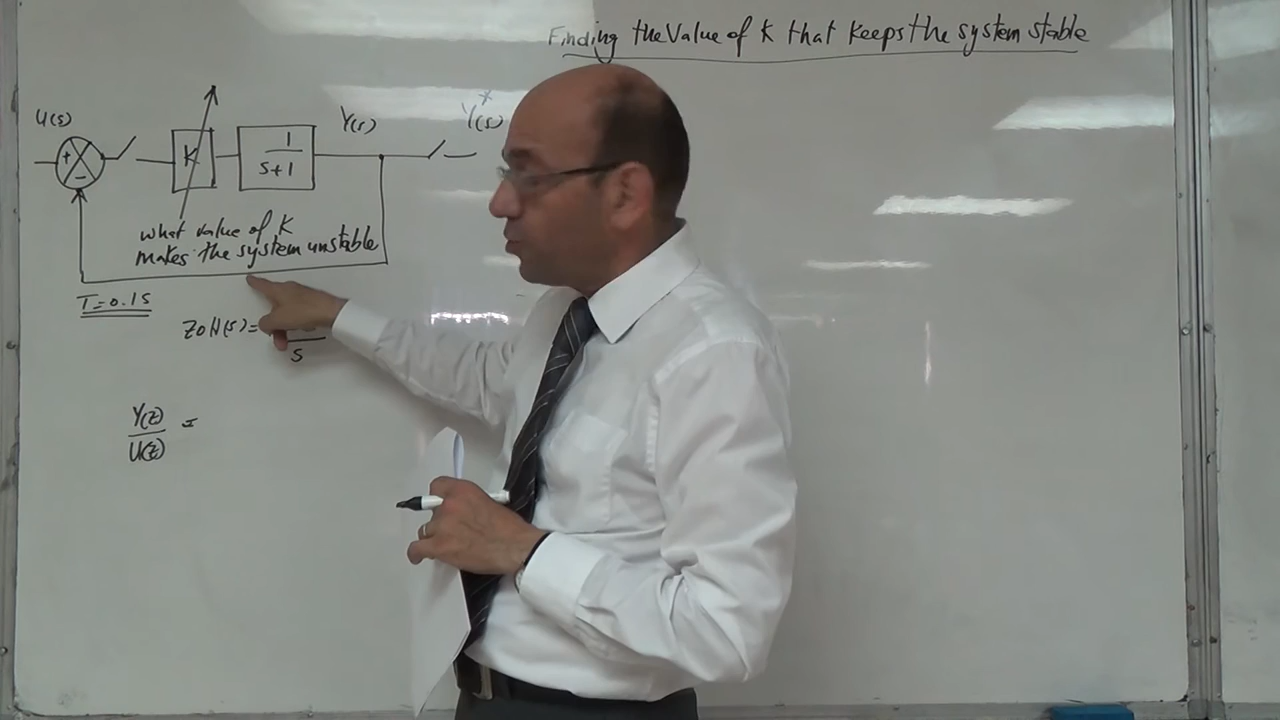 Finding the Value of K that keeps the system stable
U(s)
Y(s)
Y*(s)
+
-
K
1
s+1
what value of K
makes the system unstable
T=0.1s
ZOH(s)=
s
Y(z)
U(z)
=